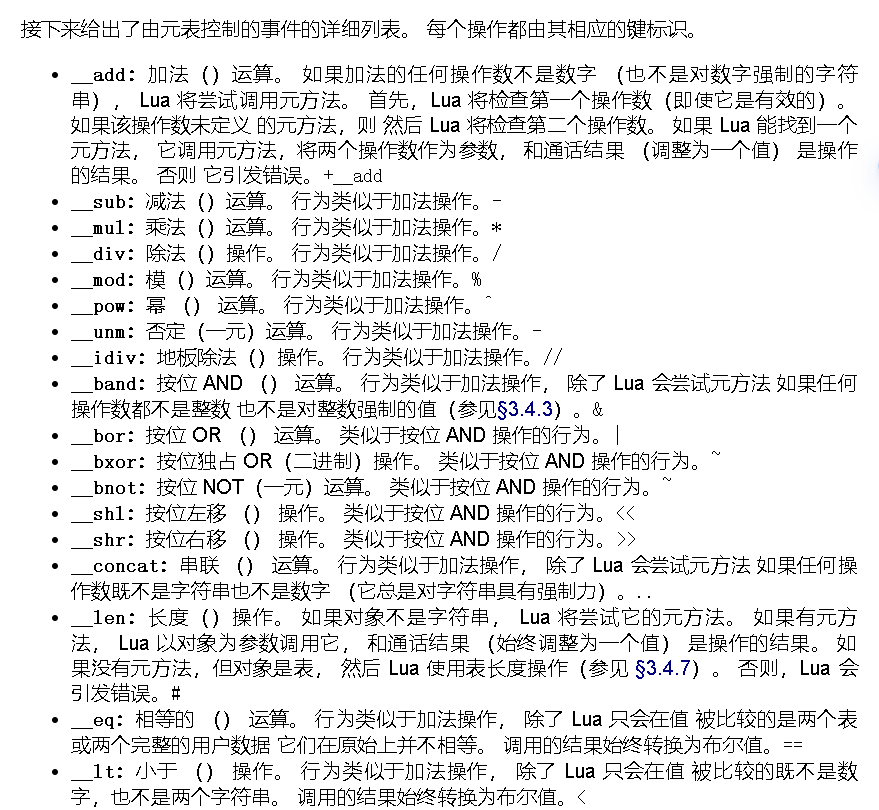 接下来给出了由元表控制的事件的详细列表。 每个操作都由其相应的键标识。
• __add: 加法 () 运算。 如果加法的任何操作数不是数字 （也不是对数字强制的字符
串）， Lua 将尝试调用元方法。 首先，Lua 将检查第一个操作数（即使它是有效的）。
如果该操作数未定义 的元方法，则 然后 Lua 将检查第二个操作数。 如果 Lua 能找到一个
元方法， 它调用元方法，将两个操作数作为参数， 和通话结果 （调整为一个值） 是操作
的结果。 否则 它引发错误。+__add
• __sub: 减法 () 运算。 行为类似于加法操作。-
• __mul: 乘法 () 运算。 行为类似于加法操作。*
• __div: 除法 () 操作。 行为类似于加法操作。/
• __mod: 模 () 运算。 行为类似于加法操作。%
• __pow: 幂 () 运算。 行为类似于加法操作。^
• __unm: 否定（一元）运算。 行为类似于加法操作。-
• __idiv: 地板除法 () 操作。 行为类似于加法操作。//
• __band: 按位 AND () 运算。 行为类似于加法操作， 除了 Lua 会尝试元方法 如果任何
操作数都不是整数 也不是对整数强制的值（参见§3.4.3）。&
• __bor: 按位 OR () 运算。 类似于按位 AND 操作的行为。|
• __bxor: 按位独占 OR（二进制）操作。 类似于按位 AND 操作的行为。~
• __bnot: 按位 NOT（一元）运算。 类似于按位 AND 操作的行为。~
• __shl: 按位左移 () 操作。 类似于按位 AND 操作的行为。<<
• __shr: 按位右移 () 操作。 类似于按位 AND 操作的行为。>>
• __concat: 串联 () 运算。 行为类似于加法操作， 除了 Lua 会尝试元方法 如果任何操
作数既不是字符串也不是数字 （它总是对字符串具有强制力）。..
• __len: 长度 () 操作。 如果对象不是字符串， Lua 将尝试它的元方法。 如果有元方
法， Lua 以对象为参数调用它， 和通话结果 （始终调整为一个值） 是操作的结果。 如
果没有元方法，但对象是表， 然后 Lua 使用表长度操作（参见 §3.4.7）。 否则，Lua 会
引发错误。#
• __eq: 相等的 () 运算。 行为类似于加法操作， 除了 Lua 只会在值 被比较的是两个表
或两个完整的用户数据 它们在原始上并不相等。 调用的结果始终转换为布尔值。==
• __lt: 小于 () 操作。 行为类似于加法操作， 除了 Lua 只会在值 被比较的既不是数
字，也不是两个字符串。 调用的结果始终转换为布尔值。<